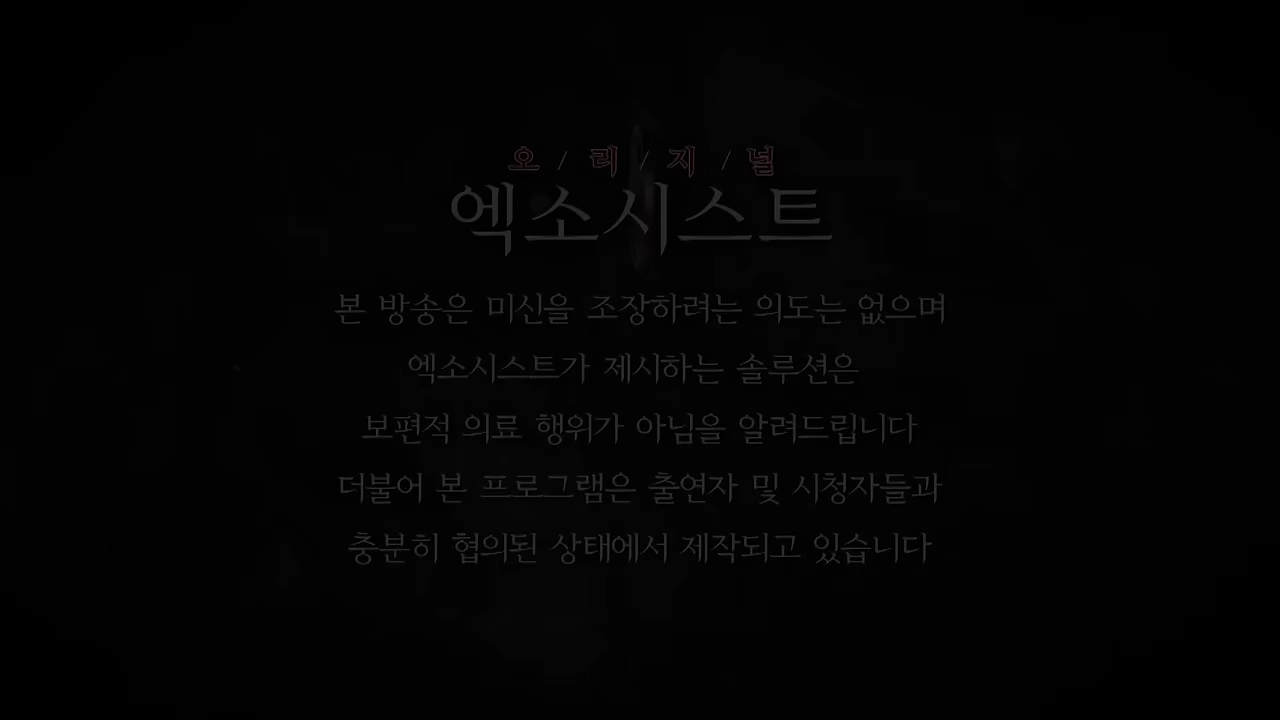 오/리/지/널
엑소시스트
본 방송은 미신을 조장하려는 의도는 없으며
엑소시스트가 제시하는 솔루션은
보편적 의료 행위가 아님을 알려드립니다
더불어 본 프로그램은 출연자 및 시청자들과
충분히 협의된 상태에서 제작되고 있습니다